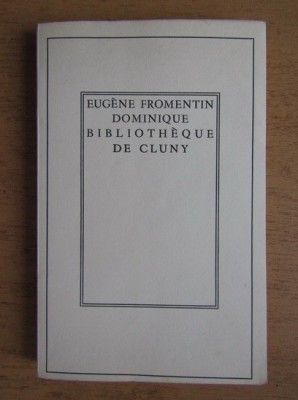 EUGÈNE FROMENTIN
DOMINIQUE
BIBLIOTHÈQUE
DE CLUNY